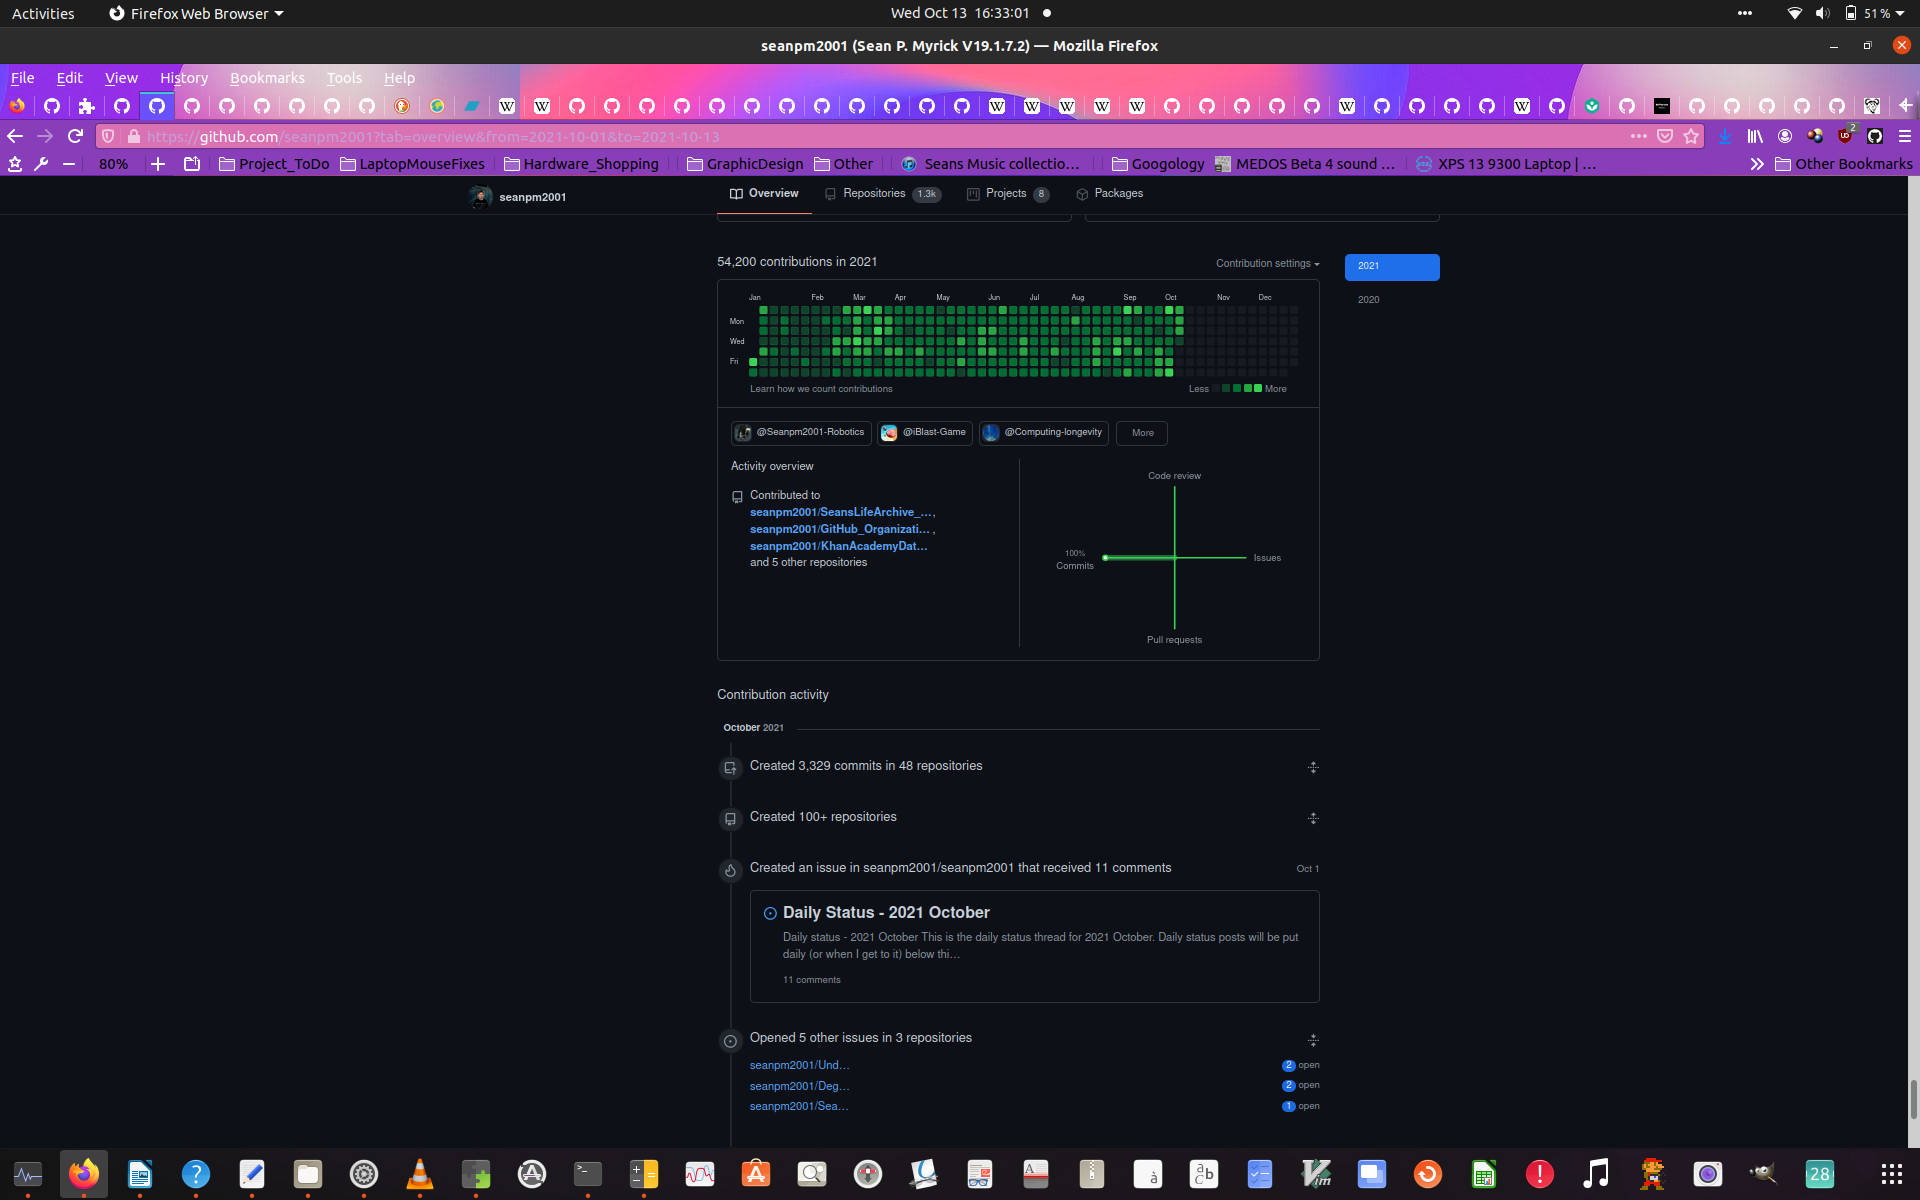 Activities
Firefox Web Browser
Wed Oct 13 16:33:01
51 %
seanpm2001 (Sean P. Myrick V19.1.7.2) — Mozilla Firefox
File Edit View History Bookmarks Tools Help
https://github.com/seanpm2001?tab=overview&from=2021-10-01&to=2021-10-13
2
80% Project_ToDo LaptopMouseFixes Hardware_Shopping GraphicDesign Other Seans Music collectio... Googology MEDOS Beta 4 sound ... XPS 13 9300 Laptop | ... Other Bookmarks
seanpm2001
Overview Repositories 1.3k Projects 8 Packages
54,200 contributions in 2021
Contribution settings
2021
2020
Jan Feb Mar Apr May Jun Jul Aug Sep Oct Nov Dec
Mon
Wed
Fri
Learn how we count contributions
Less More
@Seanpm2001-Robotics @iBlast-Game @Computing-longevity More
Activity overview
Contributed to
seanpm2001/SeansLifeArchive_...,
seanpm2001/GitHub_Organizati... ,
seanpm2001/KhanAcademyDat...
and 5 other repositories
Code review
100%
Commits
Issues
Pull requests
Contribution activity
October 2021
Created 3,329 commits in 48 repositories
Created 100+ repositories
Created an issue in seanpm2001/seanpm2001 that received 11 comments
Oct 1
Daily Status - 2021 October
Daily status - 2021 October This is the daily status thread for 2021 October. Daily status posts will be put
daily (or when I get to it) below thi...
11 comments
Opened 5 other issues in 3 repositories
seanpm2001/Und... 2 open
seanpm2001/Deg... 2 open
seanpm2001/Sea... 1 open
28